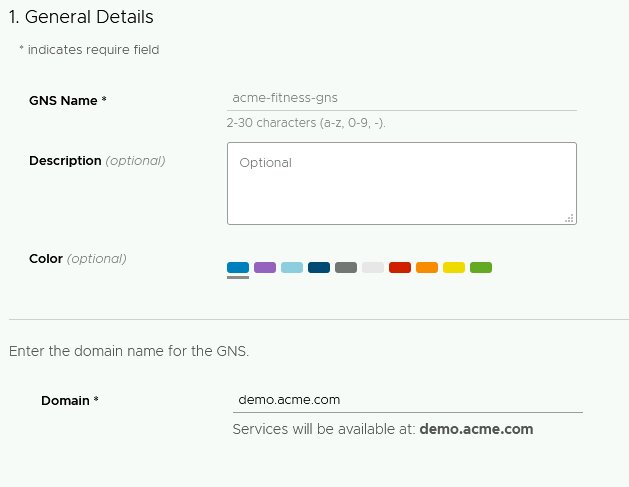 1. General Details
* indicates require field
GNS Name *
acme-fitness-gns
2-30 characters (a-z, 0-9, -).
Description (optional)
Optional
Color (optional)
Enter the domain name for the GNS.
Domain *
demo.acme.com
Services will be available at: demo.acme.com